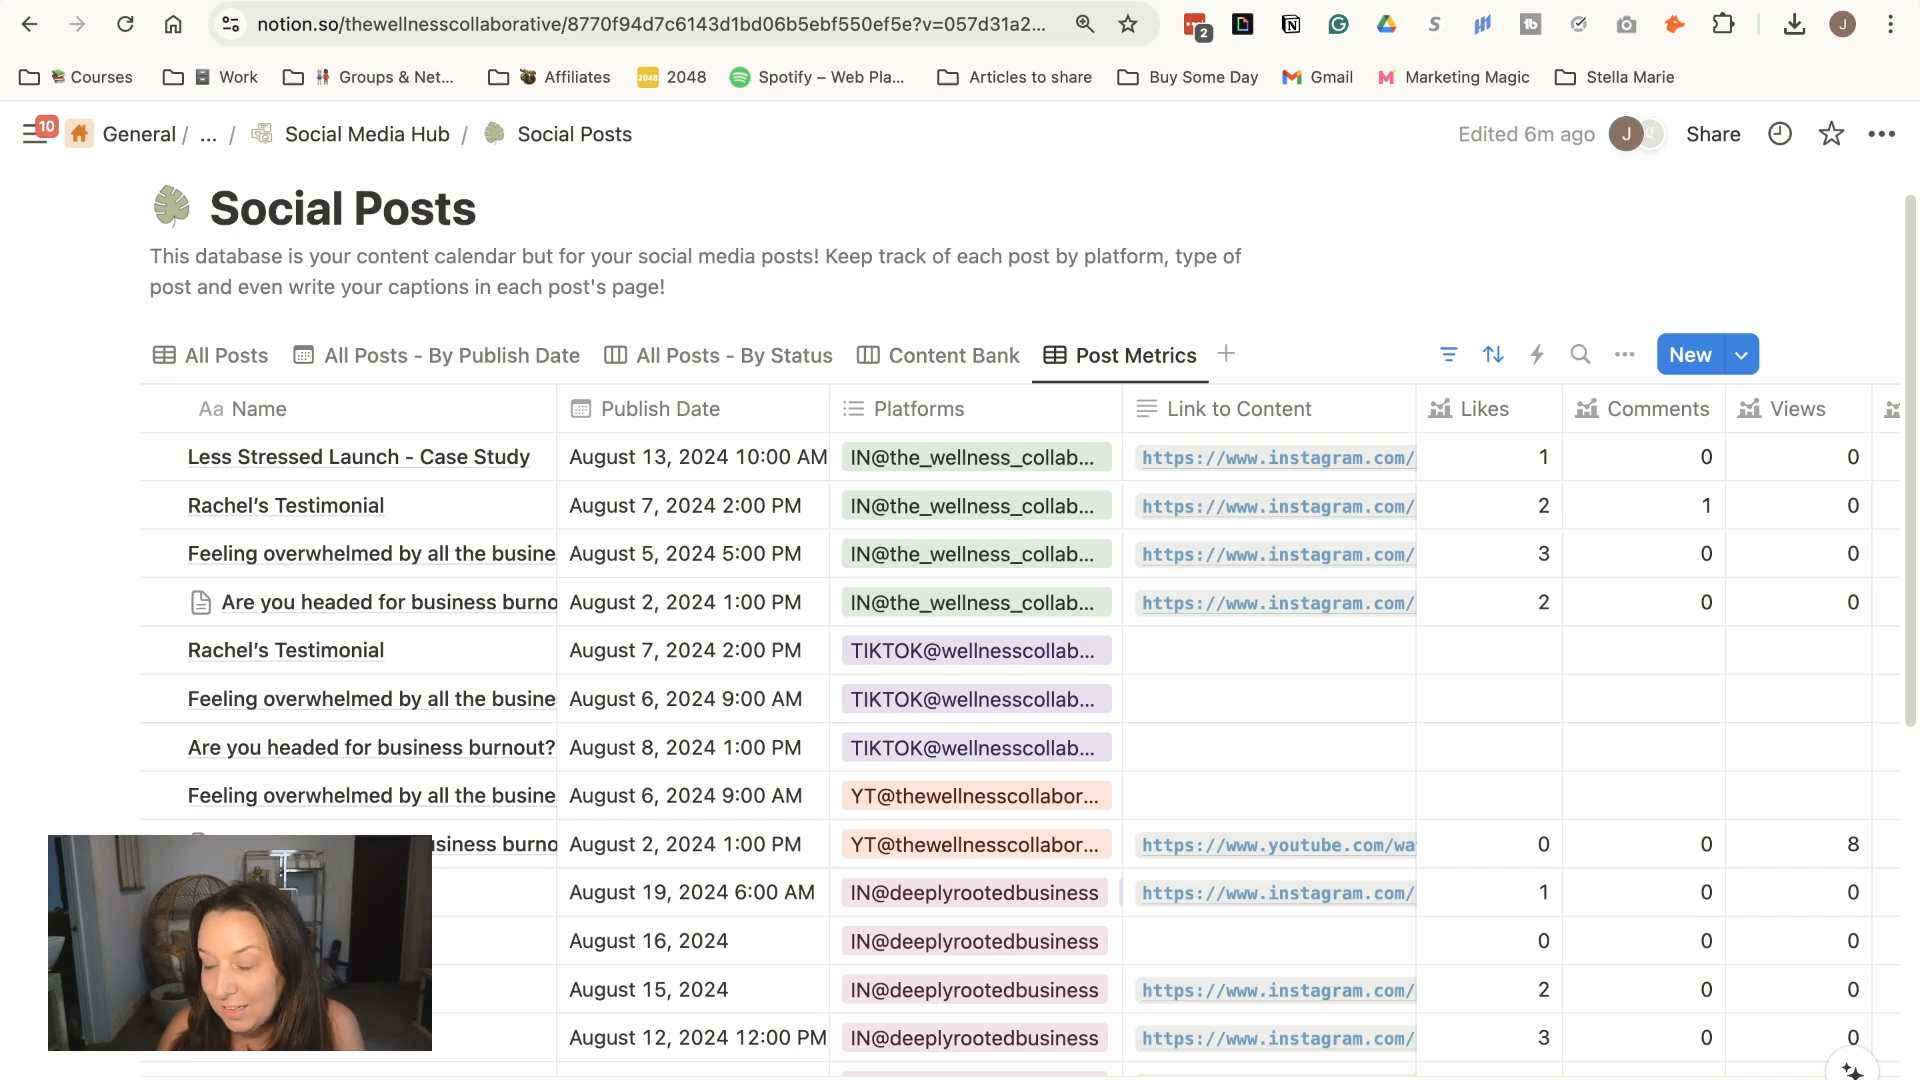 notion.so/thewellnesscollaborative/8770f94d7c6143d1bd06b5ebf550ef5e?v=057d31a2...
2
J
Courses
Work
Groups & Net...
Affiliates
2048
2048
Spotify – Web Pla...
Articles to share
Buy Some Day
Gmail
Marketing Magic
Stella Marie
10
General / ... / Social Media Hub / Social Posts
Edited 6m ago
J
Share
Social Posts
This database is your content calendar but for your social media posts! Keep track of each post by platform, type of
post and even write your captions in each post's page!
All Posts
All Posts - By Publish Date
All Posts - By Status
Content Bank
Post Metrics
New
Aa Name Publish Date Platforms Link to Content Likes Comments Views
Less Stressed Launch - Case Study August 13, 2024 10:00 AM IN@the_wellness_collab... https://www.instagram.com/ 1 0 0
Rachel’s Testimonial August 7, 2024 2:00 PM IN@the_wellness_collab... https://www.instagram.com/ 2 1 0
Feeling overwhelmed by all the busine August 5, 2024 5:00 PM IN@the_wellness_collab... https://www.instagram.com/ 3 0 0
Are you headed for business burno August 2, 2024 1:00 PM IN@the_wellness_collab... https://www.instagram.com/ 2 0 0
Rachel’s Testimonial August 7, 2024 2:00 PM TIKTOK@wellnesscollab...
Feeling overwhelmed by all the busine August 6, 2024 9:00 AM TIKTOK@wellnesscollab...
Are you headed for business burnout? August 8, 2024 1:00 PM TIKTOK@wellnesscollab...
Feeling overwhelmed by all the busine August 6, 2024 9:00 AM YT@thewellnesscollabor...
usiness burno August 2, 2024 1:00 PM YT@thewellnesscollabor... https://www.youtube.com/wa 0 0 8
August 19, 2024 6:00 AM IN@deeplyrootedbusiness https://www.instagram.com/ 1 0 0
August 16, 2024 IN@deeplyrootedbusiness 0 0 0
August 15, 2024 IN@deeplyrootedbusiness https://www.instagram.com/ 2 0 0
August 12, 2024 12:00 PM IN@deeplyrootedbusiness https://www.instagram.com/ 3 0 0